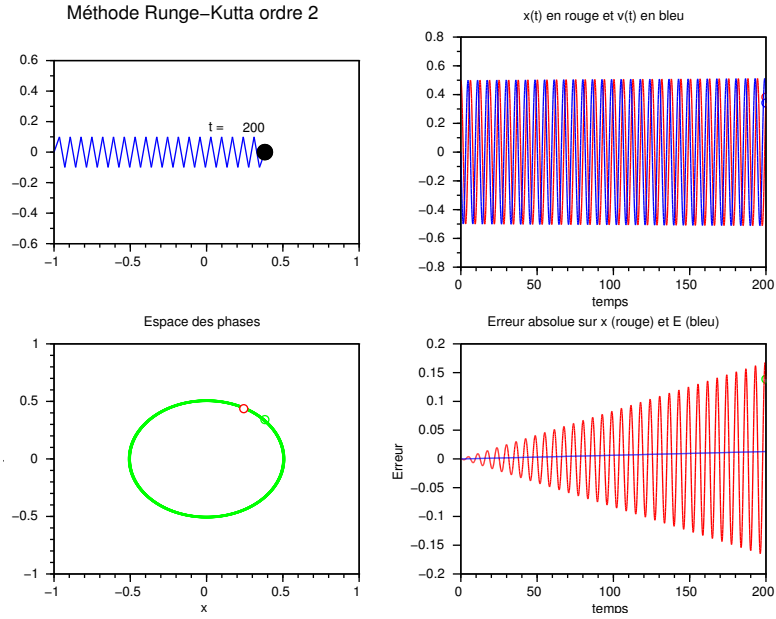 Méthode Runge−Kutta ordre 2
0.6
0.4
0.2
0
−0.2
−0.4
−0.6
t = 200
−1 −0.5 0 0.5 1
x
x(t) en rouge et v(t) en bleu
0.8
0.6
0.4
0.2
0
−0.2
−0.4
−0.6
−0.8
0 50 100 150 200
temps
Espace des phases
1
0.5
0
−0.5
−1
−1 −0.5 0 0.5 1
x
Erreur absolue sur x (rouge) et E (bleu)
Erreur
0.2
0.15
0.1
0.05
0
−0.05
−0.1
−0.15
−0.2
0 50 100 150 200
temps